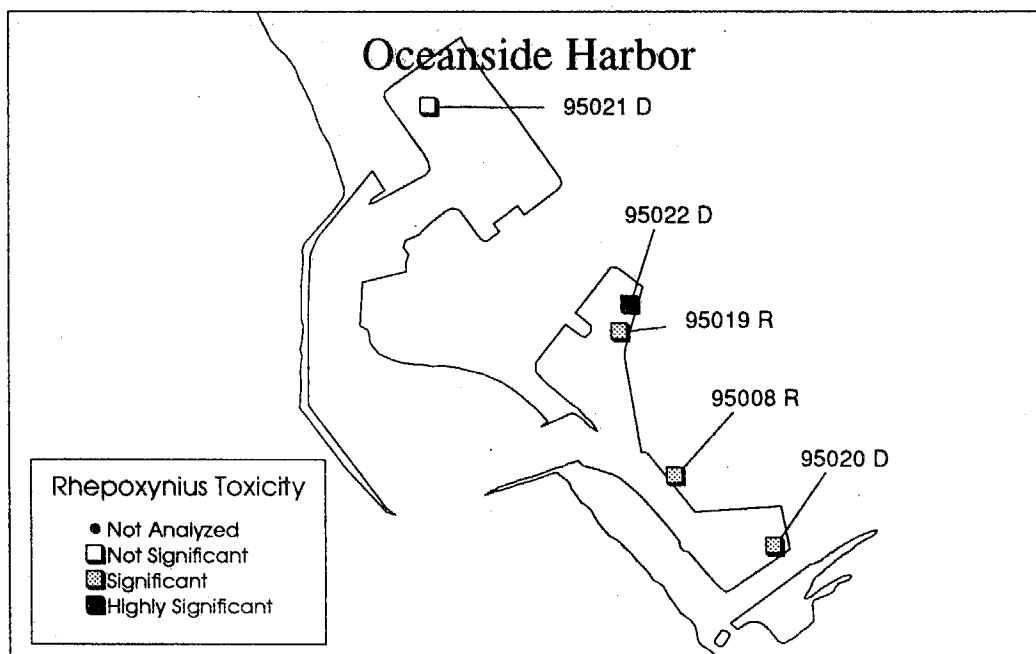 Oceanside Harbor
95021 D
95022 D
95019 R
95008 R
95020 D
Rhepoxynius Toxicity
Not Analyzed
Not Significant
Significant
Highly Significant